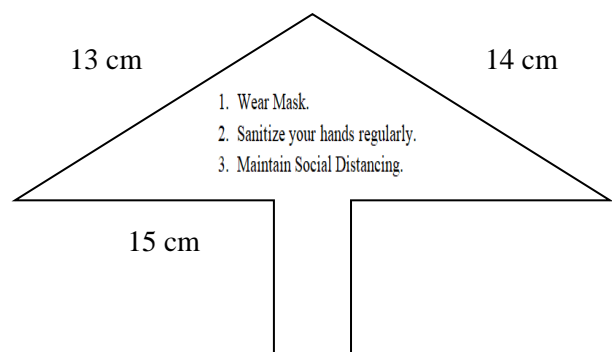 13 cm
14 cm
1. Wear Mask.
2. Sanitize your hands regularly.
3. Maintain Social Distancing.
15 cm